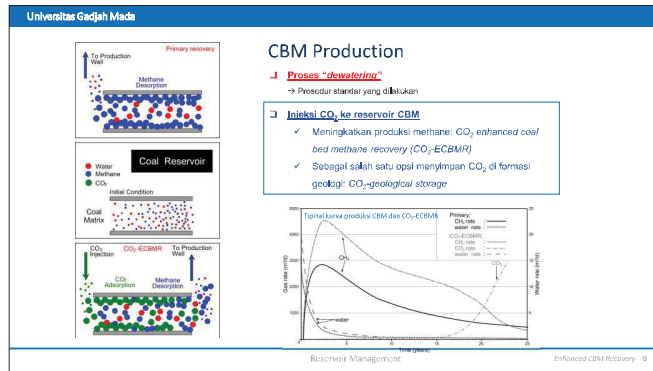 Universitas Gadjah Mada
CBM Production
Proses "dewatering"
→ Prosedur standar yang dilakukan
Injeksi CO₂ ke reservoir CBM
✓ Meningkatkan produksi methane: CO₂ enhanced coal
bed methane recovery (CO₂-ECBMR)
✓ Sebagai salah satu opsi menyimpan CO₂ di formasi
geologi: CO₂-geological storage
Primary recovery
To Production
Well
Methane
Desorption
Coal Reservoir
Water
Methane
CO₂
Initial Condition
Coal
Matrix
CO₂
Injection
CO₂-ECBMR
To Production
Well
CO₂
Adsorption
Methane
Desorption
Tipikal kurva produksi CBM dan CO₂-ECBMR
Primary:
CH₄ rate
water rate
CO₂-ECBMR:
CH₄ rate
CO₂ rate
water rate
CH₄
CO₂
water
Gas rate (m³/d)
Water rate (m³/d)
Time (years)
Reservoir Management
Enhanced CBM Recovery- 6